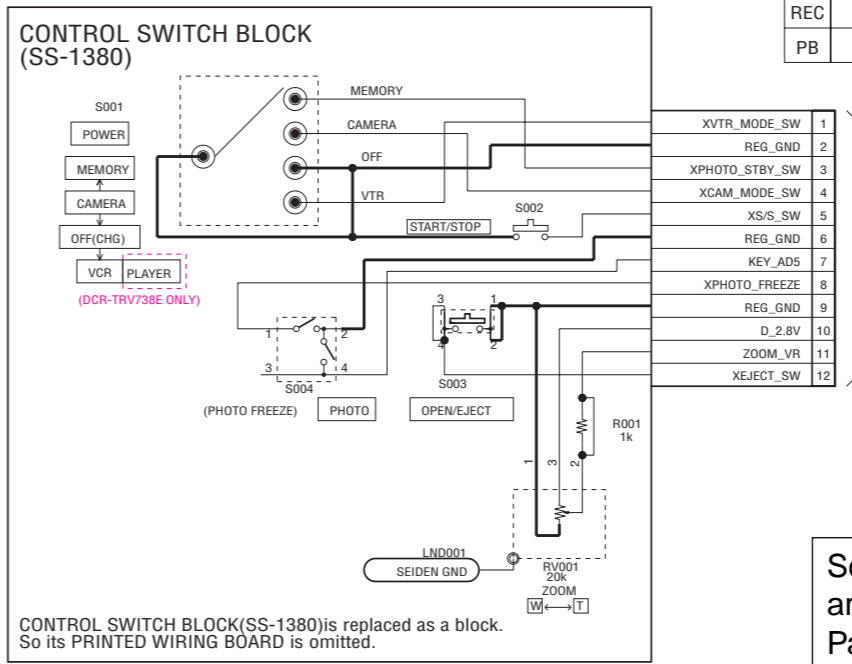 REC
PB
CONTROL SWITCH BLOCK
(SS-1380)
S001
POWER
MEMORY
CAMERA
OFF(CHG)
VCR PLAYER
(DCR-TRV738E ONLY)
MEMORY
CAMERA
OFF
VTR
START/STOP
S002
XVTR_MODE_SW 1
REG_GND 2
XPHOTO_STBY_SW 3
XCAM_MODE_SW 4
XS/S_SW 5
REG_GND 6
KEY_AD5 7
XPHOTO_FREEZE 8
REG_GND 9
D_2.8V 10
ZOOM_VR 11
XEJECT_SW 12
1 2
3 4
S004
(PHOTO FREEZE) PHOTO
3 1
4 2
S003
OPEN/EJECT
R001
1k
1 3 2
LND001
SEIDEN GND
RV001
20k
ZOOM
W T
CONTROL SWITCH BLOCK(SS-1380)is replaced as a block.
So its PRINTED WIRING BOARD is omitted.